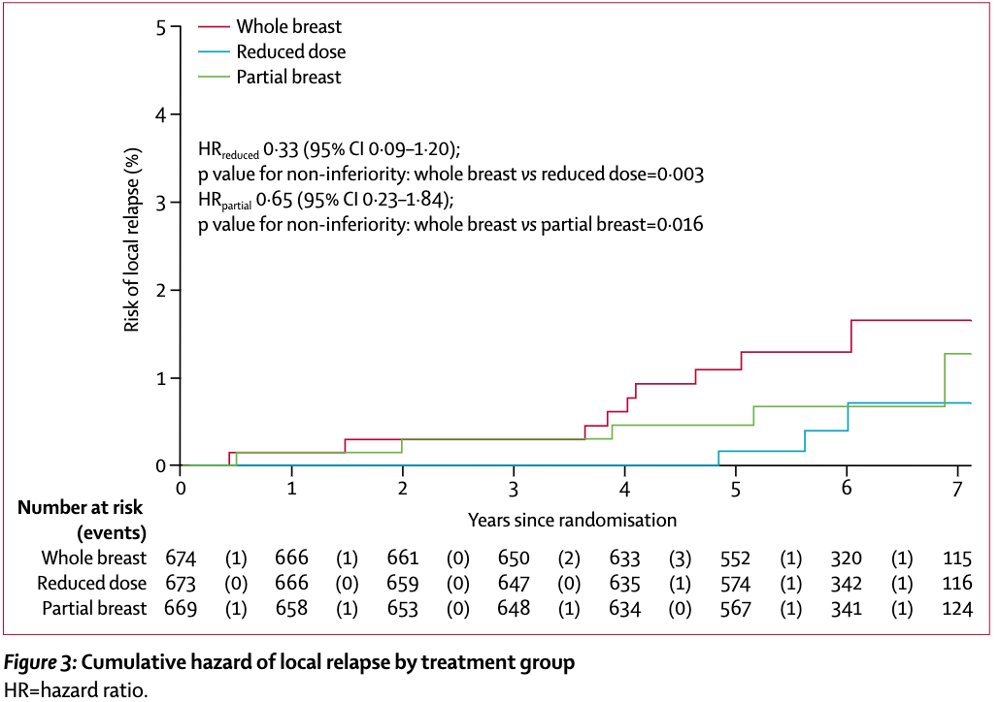 5
4
3
2
1
0
Risk of local relapse (%)
Whole breast
Reduced dose
Partial breast
HRreduced 0·33 (95% CI 0·09–1·20);
p value for non-inferiority: whole breast vs reduced dose=0·003
HRpartial 0·65 (95% CI 0·23–1·84);
p value for non-inferiority: whole breast vs partial breast=0·016
0 1 2 3 4 5 6 7
Years since randomisation
Number at risk
(events)
Whole breast 674 (1) 666 (1) 661 (0) 650 (2) 633 (3) 552 (1) 320 (1) 115
Reduced dose 673 (0) 666 (0) 659 (0) 647 (0) 635 (1) 574 (1) 342 (1) 116
Partial breast 669 (1) 658 (1) 653 (0) 648 (1) 634 (0) 567 (1) 341 (1) 124
Figure 3: Cumulative hazard of local relapse by treatment group
HR=hazard ratio.